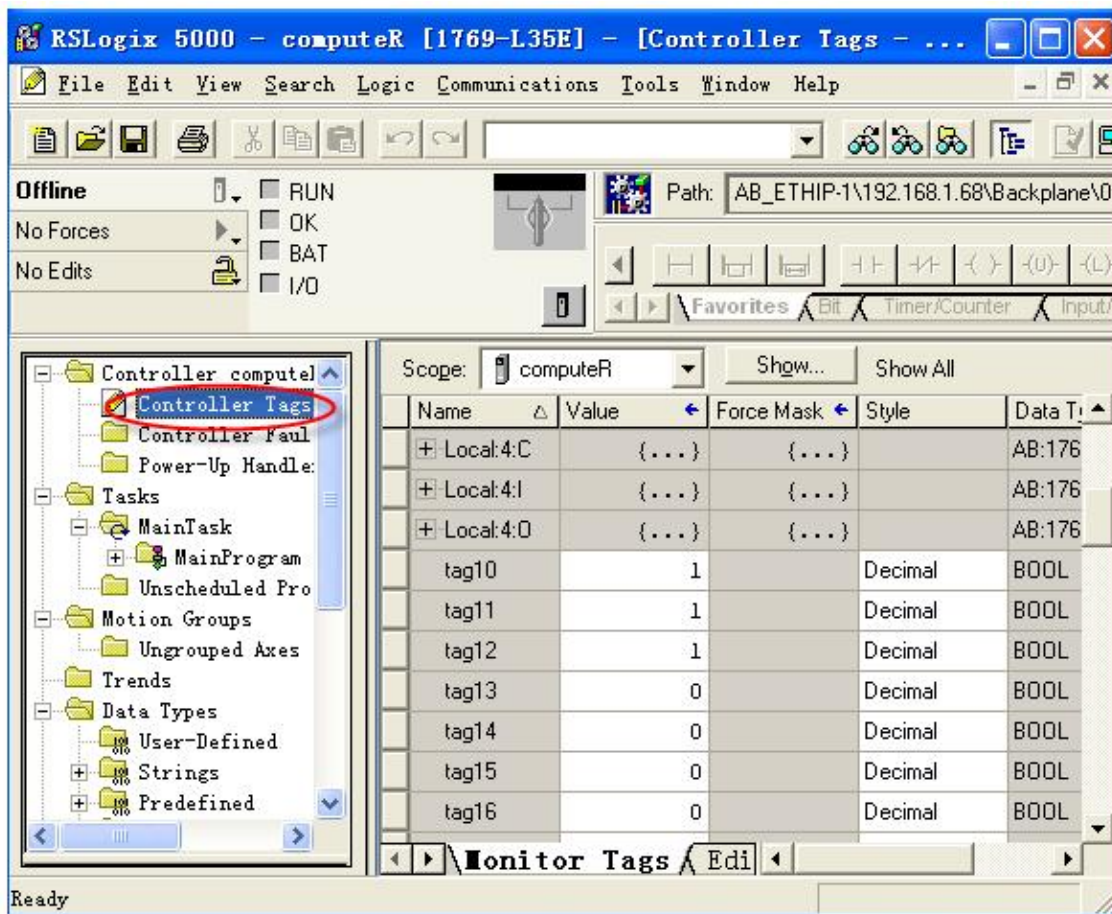 RSLogix 5000 - computeR [1769-L35E] - [Controller Tags - ...
File Edit View Search Logic Communications Tools Window Help
Offline
RUN
Path: AB_ETHIP-1\192.168.1.68\Backplane\0
No Forces
OK
No Edits
BAT
I/O
Favorites Bit Timer/Counter Input/
Controller compute
Controller Tags
Controller Faul
Power-Up Handle
Tasks
MainTask
MainProgram
Unscheduled Pro
Motion Groups
Ungrouped Axes
Trends
Data Types
User-Defined
Strings
Predefined
Scope: computeR Show... Show All
Name Value Force Mask Style Data Ty
Local:4:C {...} {...} AB:176
Local:4:I {...} {...} AB:176
Local:4:O {...} {...} AB:176
tag10 1 Decimal BOOL
tag11 1 Decimal BOOL
tag12 1 Decimal BOOL
tag13 0 Decimal BOOL
tag14 0 Decimal BOOL
tag15 0 Decimal BOOL
tag16 0 Decimal BOOL
Monitor Tags Edi
Ready